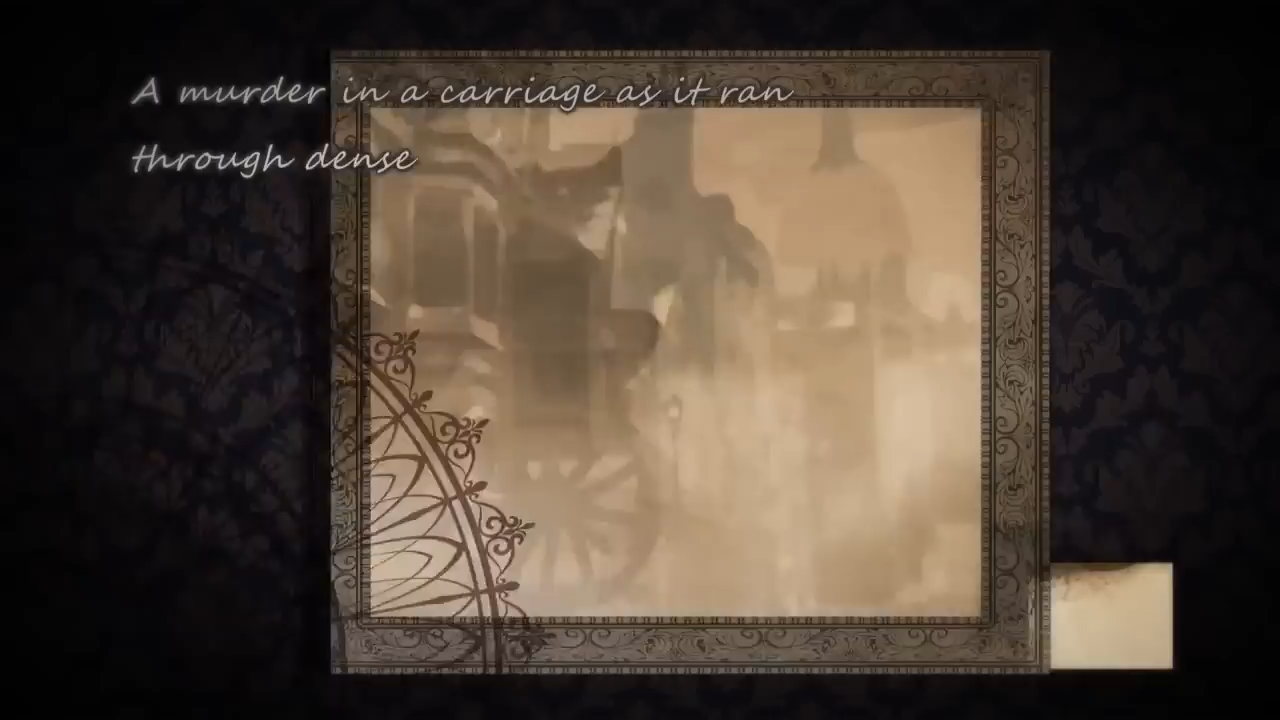 A murder in a carriage as it ran
through dense